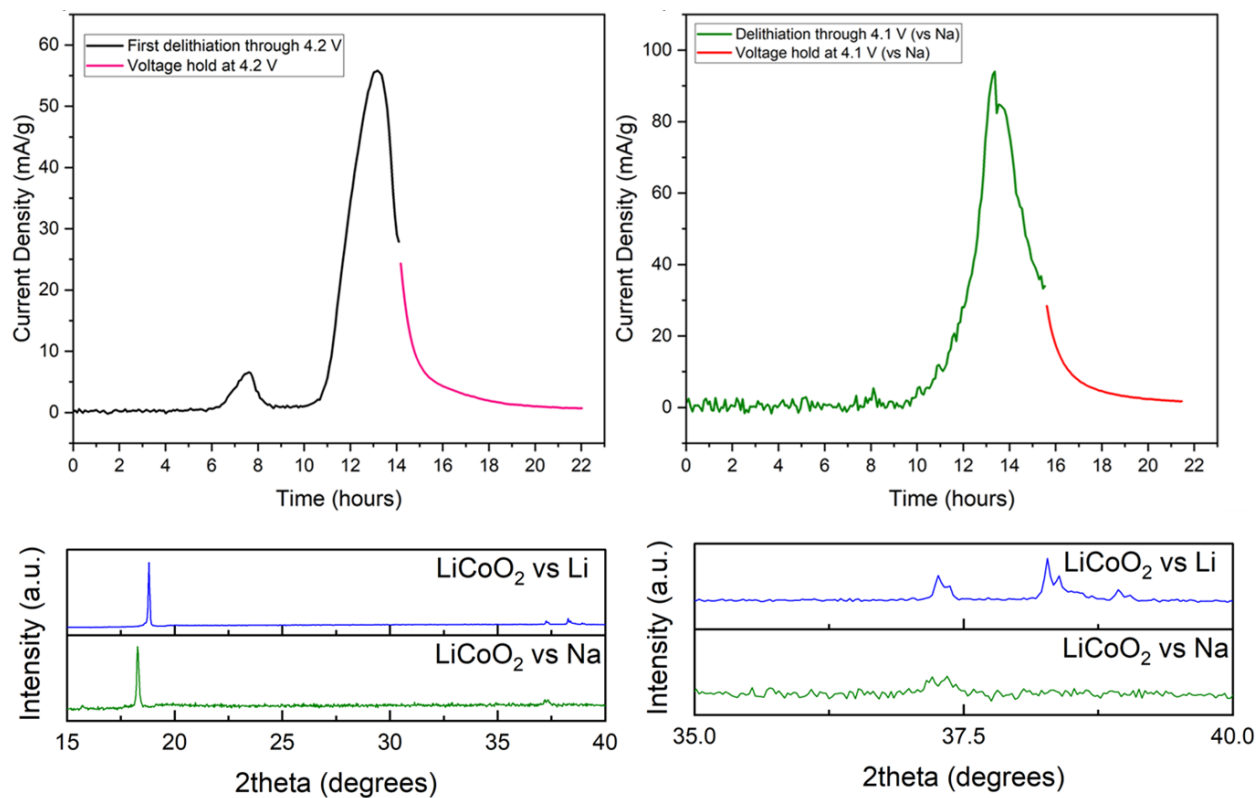 First delithiation through 4.2 V
Voltage hold at 4.2 V
Current Density (mA/g)
60
50
40
30
20
10
0
0 2 4 6 8 10 12 14 16 18 20 22
Time (hours)
Delithiation through 4.1 V (vs Na)
Voltage hold at 4.1 V (vs Na)
Current Density (mA/g)
100
80
60
40
20
0
0 2 4 6 8 10 12 14 16 18 20 22
Time (hours)
Intensity (a.u.)
LiCoO₂ vs Li
LiCoO₂ vs Na
15 20 25 30 35 40
2theta (degrees)
Intensity (a.u.)
LiCoO₂ vs Li
LiCoO₂ vs Na
35.0 37.5 40.0
2theta (degrees)